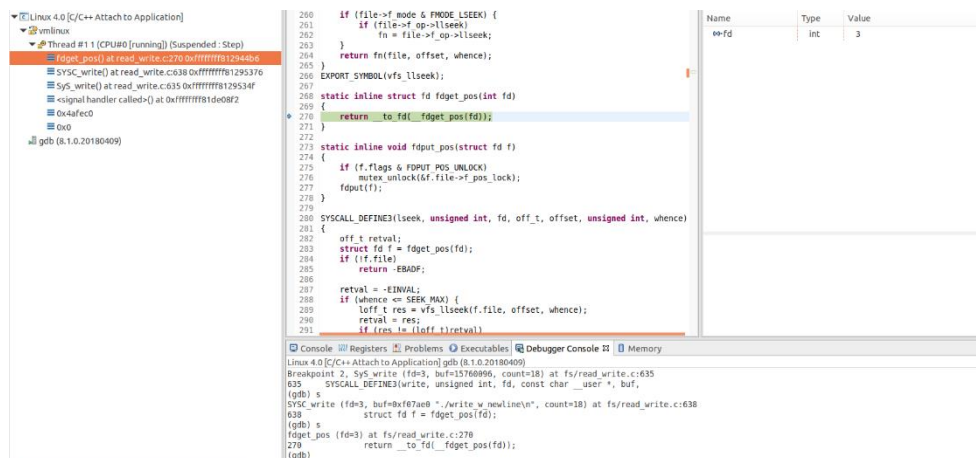 Linux 4.0 [C/C++ Attach to Application]
vmlinux
Thread #1 1 (CPU#0 [running]) (Suspended : Step)
fdget_pos() at read_write.c:270 0xffffffff812944b6
SYSC_write() at read_write.c:638 0xffffffff81295376
SyS_write() at read_write.c:635 0xffffffff8129534f
<signal handler called>() at 0xffffffff81de08f2
0x4afec0
0x0
gdb (8.1.0.20180409)
260 if (file->f_mode & FMODE_LSEEK) {
261 if (file->f_op->llseek)
262 fn = file->f_op->llseek;
263 }
264 return fn(file, offset, whence);
265 }
266 EXPORT_SYMBOL(vfs_llseek);
267
268 static inline struct fd fdget_pos(int fd)
269 {
270 return __to_fd(__fdget_pos(fd));
271 }
272
273 static inline void fdput_pos(struct fd f)
274 {
275 if (f.flags & FDPUT_POS_UNLOCK)
276 mutex_unlock(&f.file->f_pos_lock);
277 fdput(f);
278 }
279
280 SYSCALL_DEFINE3(lseek, unsigned int, fd, off_t, offset, unsigned int, whence)
281 {
282 off_t retval;
283 struct fd f = fdget_pos(fd);
284 if (!f.file)
285 return -EBADF;
286
287 retval = -EINVAL;
288 if (whence <= SEEK_MAX) {
289 loff_t res = vfs_llseek(f.file, offset, whence);
290 retval = res;
291 if (res != (loff_t)retval)
Name Type Value
fd int 3
Console Registers Problems Executables Debugger Console Memory
Linux 4.0 [C/C++ Attach to Application] gdb (8.1.0.20180409)
Breakpoint 2, SyS_write (fd=3, buf=15760096, count=18) at fs/read_write.c:635
635 SYSCALL_DEFINE3(write, unsigned int, fd, const char __user *, buf,
(gdb) s
SYSC_write (fd=3, buf=0xf07ae0 "./write_w_newline\n", count=18) at fs/read_write.c:638
638 struct fd f = fdget_pos(fd);
(gdb) s
fdget_pos (fd=3) at fs/read_write.c:270
270 return __to_fd(__fdget_pos(fd));
(gdb)